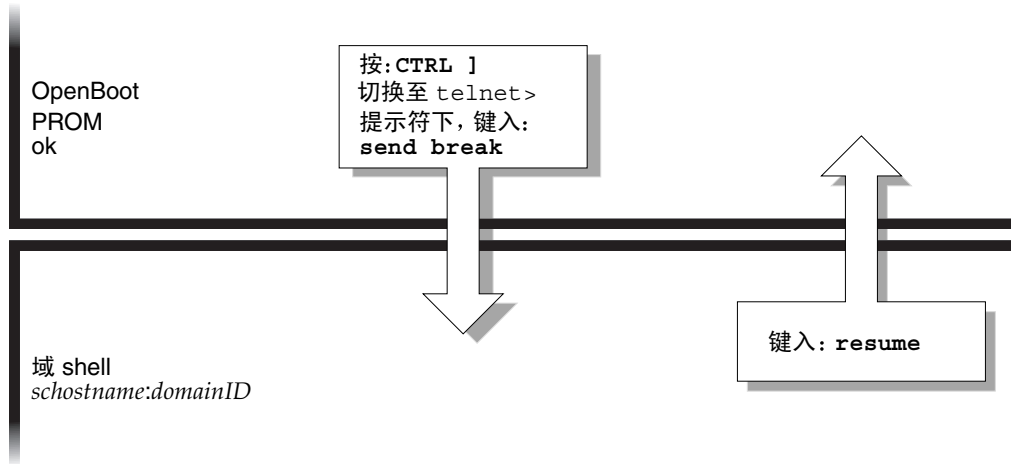 OpenBoot
PROM
ok
按:CTRL ]
切换至 telnet>
提示符下，键入：
send break
键入：resume
域 shell
schostname:domainID